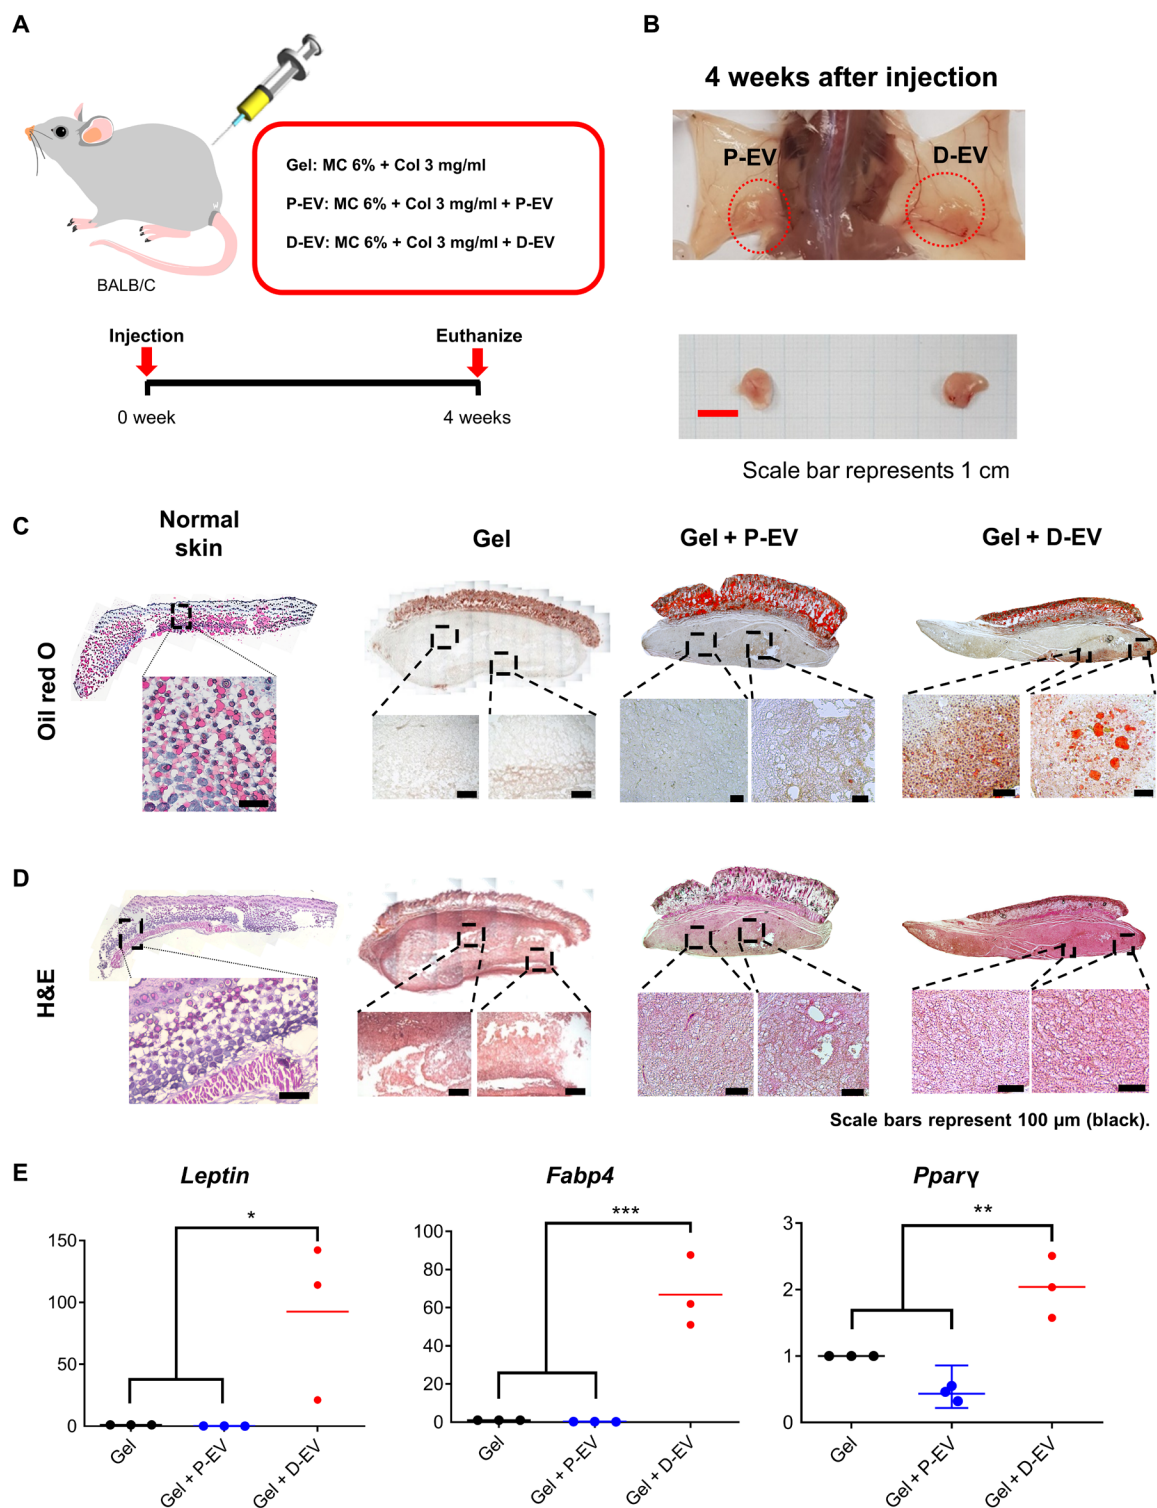 A
Gel: MC 6% + Col 3 mg/ml
P-EV: MC 6% + Col 3 mg/ml + P-EV
D-EV: MC 6% + Col 3 mg/ml + D-EV
BALB/C
Injection
Euthanize
0 week
4 weeks
B
4 weeks after injection
P-EV
D-EV
Scale bar represents 1 cm
C
Normal
skin
Gel
Gel + P-EV
Gel + D-EV
Oil red O
D
H&E
Scale bars represent 100 µm (black).
E
Leptin
*
150
100
50
0
Gel
Gel + P-EV
Gel + D-EV
Fabp4
***
100
80
60
40
20
0
Gel
Gel + P-EV
Gel + D-EV
Pparγ
**
3
2
1
0
Gel
Gel + P-EV
Gel + D-EV